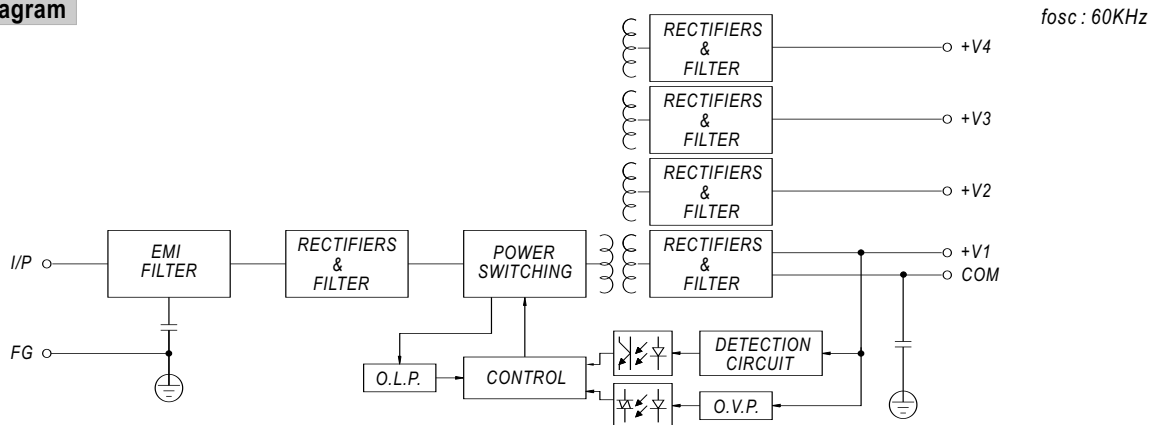 agram
fosc : 60KHz
RECTIFIERS
&
FILTER
+V4
RECTIFIERS
&
FILTER
+V3
RECTIFIERS
&
FILTER
+V2
I/P
EMI
FILTER
RECTIFIERS
&
FILTER
POWER
SWITCHING
RECTIFIERS
&
FILTER
+V1
COM
FG
O.L.P.
CONTROL
DETECTION
CIRCUIT
O.V.P.